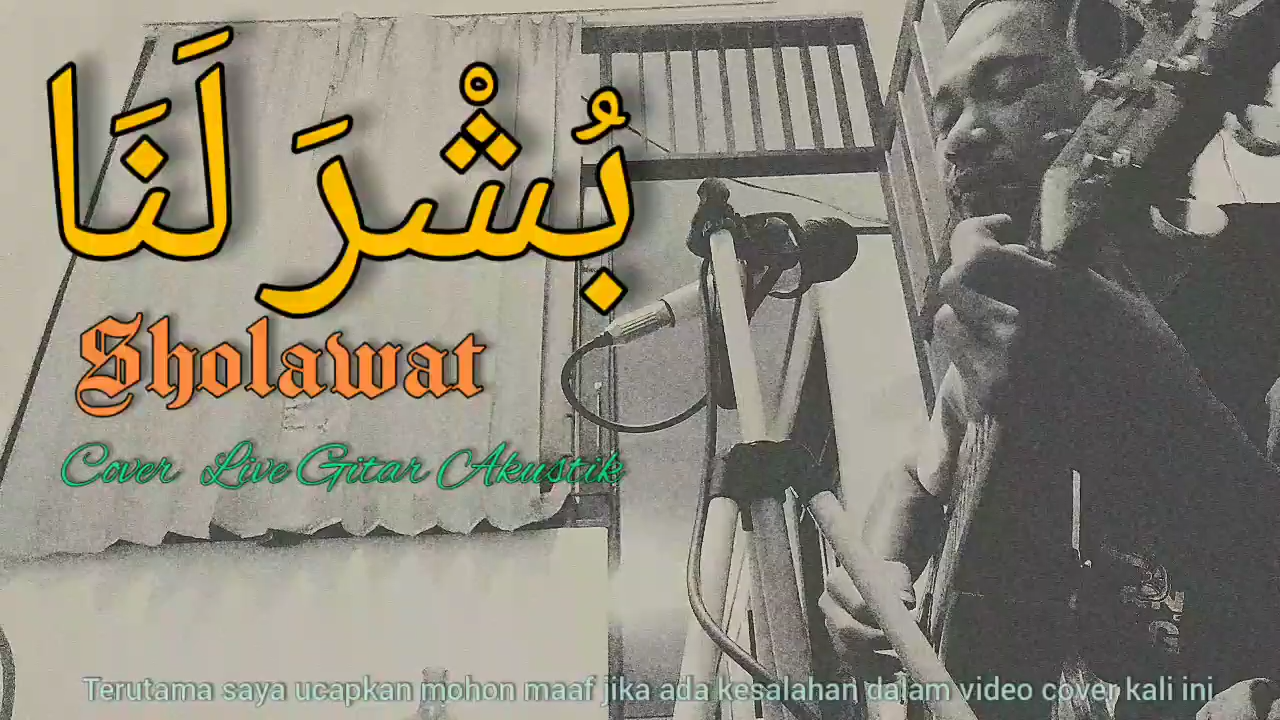 بُشْرَ لَنَا
Sholawat
Cover Live Gitar Akustik
Terutama saya ucapkan mohon maaf jika ada kesalahan dalam video cover kali ini